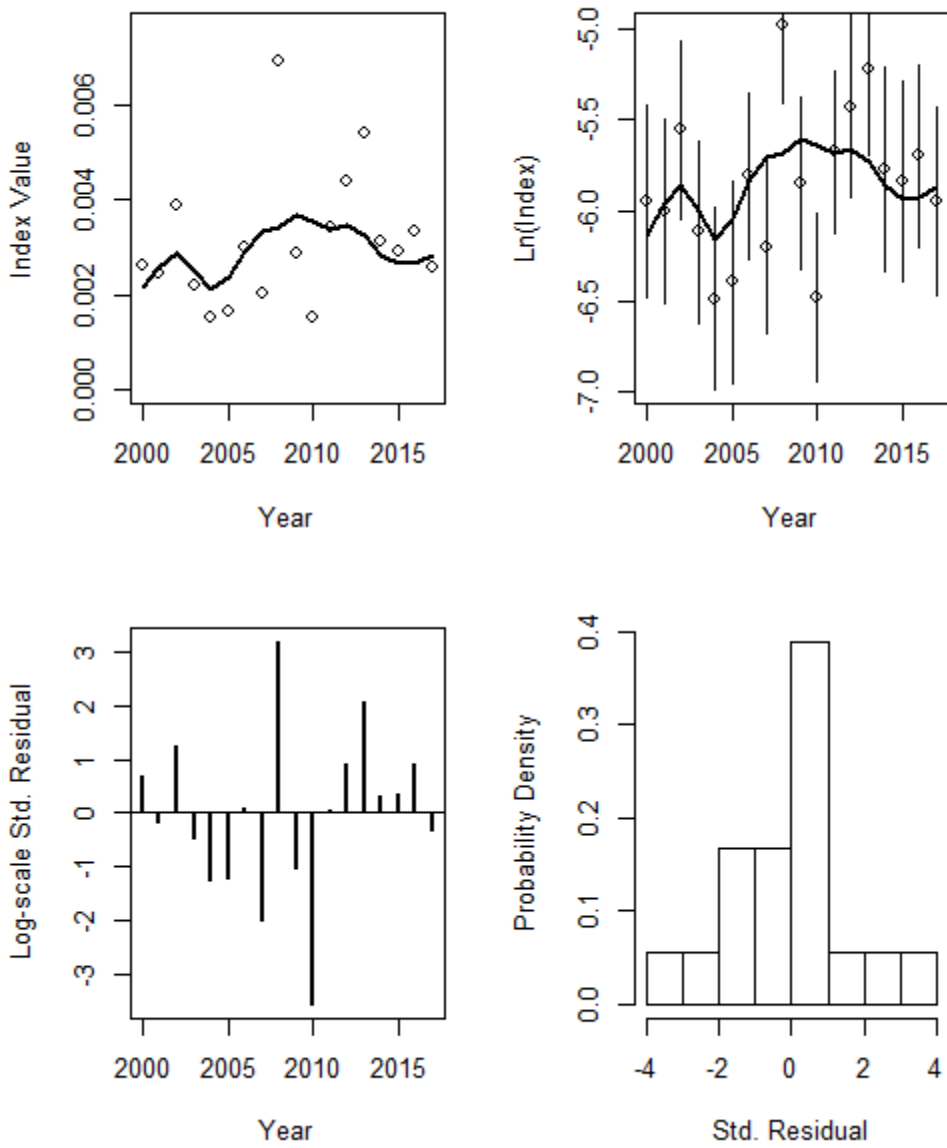 Index Value
0.006
0.004
0.002
0.000
2000 2005 2010 2015
Year
Ln(Index)
-5.0
-5.5
-6.0
-6.5
-7.0
2000 2005 2010 2015
Year
Log-scale Std. Residual
3
2
1
0
-1
-2
-3
2000 2005 2010 2015
Year
Probability Density
0.4
0.3
0.2
0.1
0.0
-4 -2 0 2 4
Std. Residual